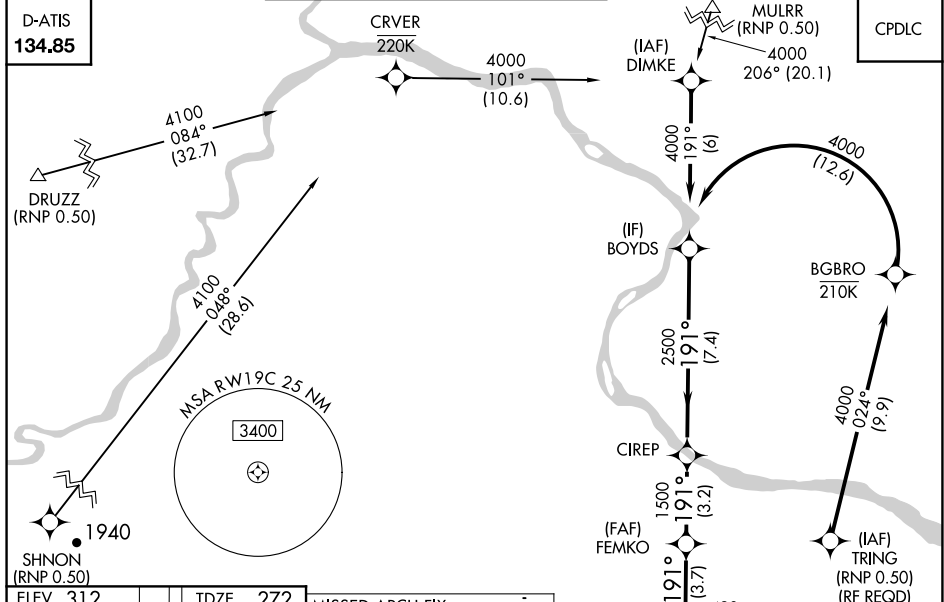 D-ATIS
134.85
CRVER
220K
4000
101°
(10.6)
MULRR
(RNP 0.50)
4000
206° (20.1)
CPDLC
(IAF)
DIMKE
4000
191°
(6)
4100
084°
(32.7)
DRUZZ
(RNP 0.50)
4000
(12.6)
(IF)
BOYDS
BGBRO
210K
4100
048°
(28.6)
2500
191°
(7.4)
MSA RW19C 25 NM
3400
4000
024°
(9.9)
CIREP
1500
191°
(3.2)
SHNON
(RNP 0.50)
1940
(FAF)
FEMKO
(IAF)
TRING
(RNP 0.50)
(RF REQD)
191°
(3.7)
ELEV 312
TDZE 272